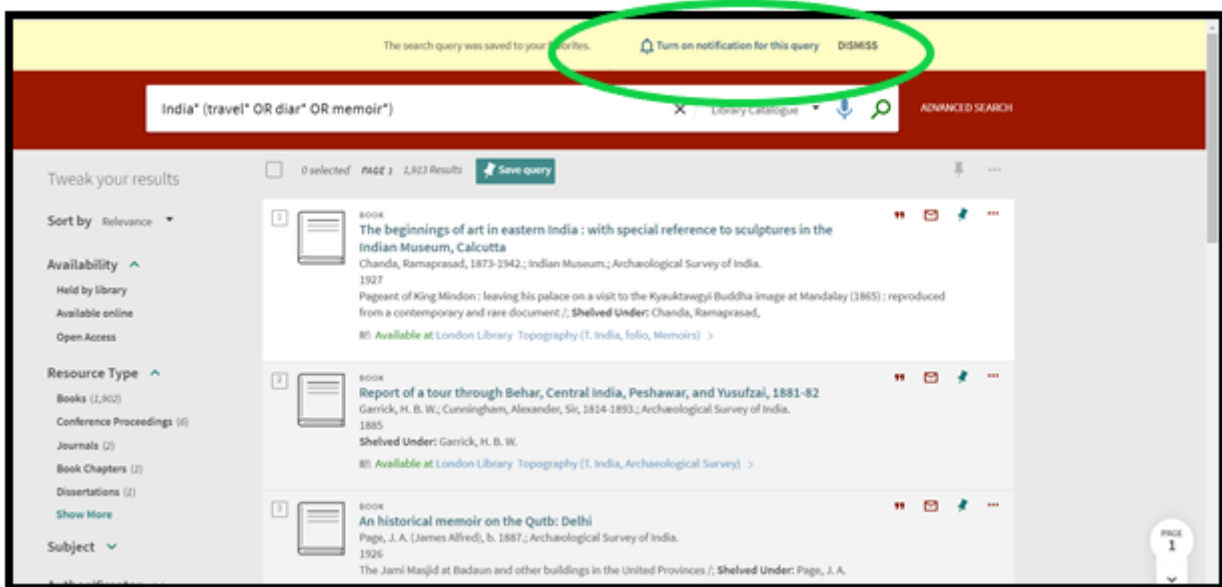 The search query was saved to your favorites. Turn on notification for this query DISMISS
India* (travel* OR diar* OR memoir*) Library Catalogue ADVANCED SEARCH
Tweak your results
Sort by Relevance
Availability
Held by library
Available online
Open Access
Resource Type
Books (1,902)
Conference Proceedings (6)
Journals (2)
Book Chapters (1)
Dissertations (1)
Show More
Subject
0 selected PAGE 1 1,913 Results Save query
1
BOOK
The beginnings of art in eastern India : with special reference to sculptures in the
Indian Museum, Calcutta
Chanda, Ramaprasad, 1873-1942.; Indian Museum.; Archaeological Survey of India.
1927
Pageant of King Mindon : leaving his palace on a visit to the Kyauktawgyi Buddha image at Mandalay (1865) : reproduced
from a contemporary and rare document /; Shelved Under: Chanda, Ramaprasad,
Available at London Library Topography (T. India, folio, Memoirs) >
2
BOOK
Report of a tour through Behar, Central India, Peshawar, and Yusufzai, 1881-82
Garrick, H. B. W.; Cunningham, Alexander, Sir, 1814-1893.; Archaeological Survey of India.
1885
Shelved Under: Garrick, H. B. W.
Available at London Library Topography (T. India, Archaeological Survey) >
3
BOOK
An historical memoir on the Qutb: Delhi
Page, J. A. (James Alfred), b. 1887.; Archaeological Survey of India.
1926
The Jami Masjid at Badaun and other buildings in the United Provinces /; Shelved Under: Page, J. A.
PAGE
1